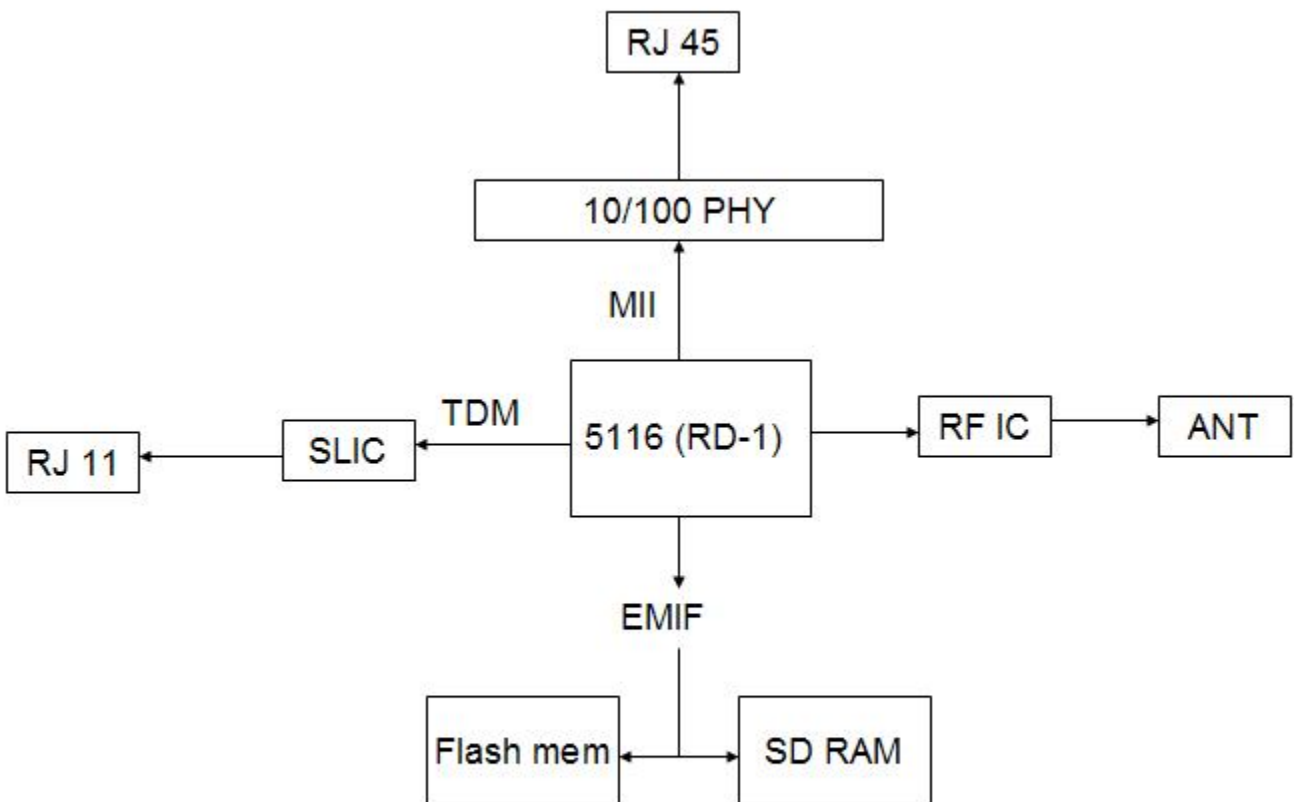 RJ 45
10/100 PHY
MII
TDM
5116 (RD-1)
RF IC
ANT
SLIC
RJ 11
EMIF
Flash mem
SD RAM